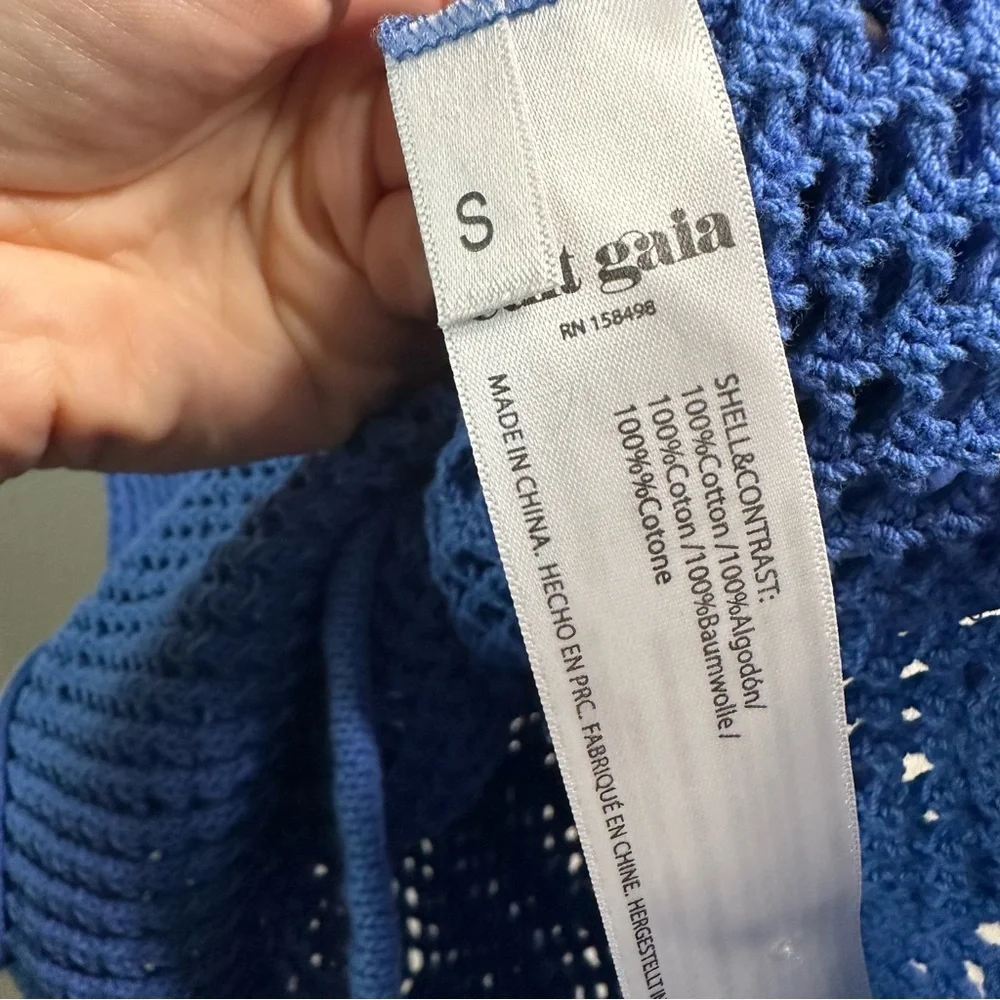 S
gaia
RN 158498
SHELL&CONTRAST:
100%Cotton/100%Algodón/
100%Coton/100%Baumwolle/
100%%Cotone
MADE IN CHINA. HECHO EN PRC. FABRIQUÉ EN CHINE. HERGESTELLT